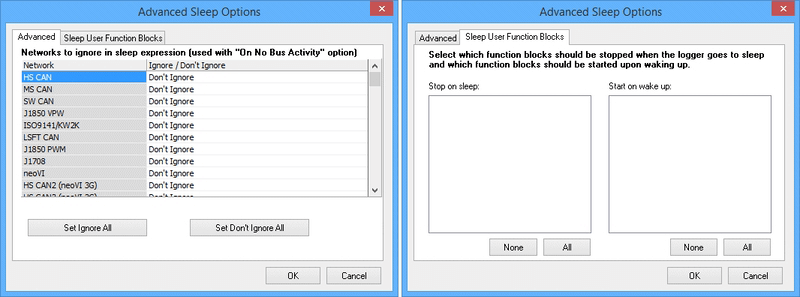 Advanced Sleep Options
Advanced
Sleep User Function Blocks
Networks to ignore in sleep expression (used with "On No Bus Activity" option)
Network Ignore / Don't Ignore
HS CAN Don't Ignore
MS CAN Don't Ignore
SW CAN Don't Ignore
J1850 VPW Don't Ignore
ISO9141/KW2K Don't Ignore
LSFT CAN Don't Ignore
J1850 PWM Don't Ignore
J1708 Don't Ignore
neoVI Don't Ignore
HS CAN2 (neoVI 3G) Don't Ignore
HS CAN3 (neoVI 3G) Don't Ignore
Set Ignore All
Set Don't Ignore All
OK
Cancel
Advanced Sleep Options
Advanced
Sleep User Function Blocks
Select which function blocks should be stopped when the logger goes to sleep
and which function blocks should be started upon waking up.
Stop on sleep:
Start on wake up:
None
All
None
All
OK
Cancel